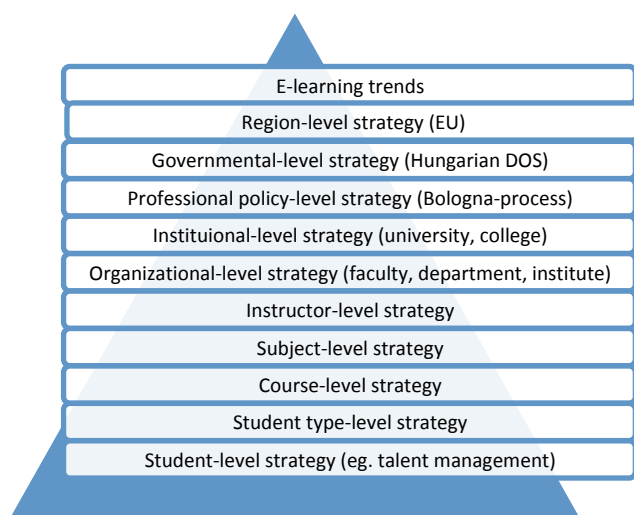 E-learning trends
Region-level strategy (EU)
Governmental-level strategy (Hungarian DOS)
Professional policy-level strategy (Bologna-process)
Instituional-level strategy (university, college)
Organizational-level strategy (faculty, department, institute)
Instructor-level strategy
Subject-level strategy
Course-level strategy
Student type-level strategy
Student-level strategy (eg. talent management)